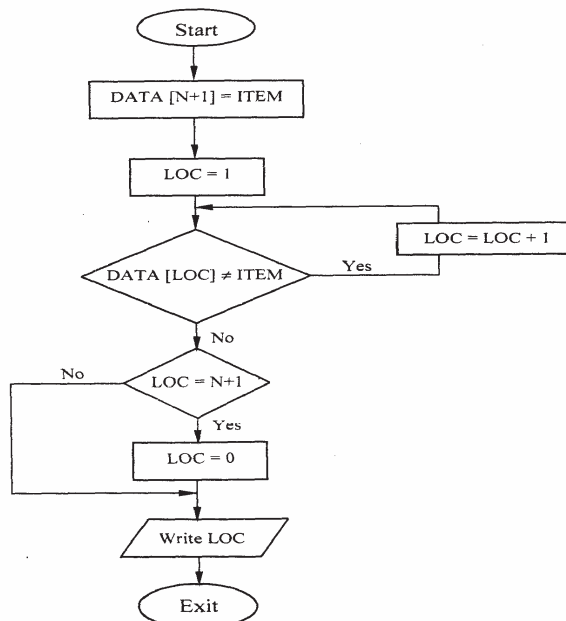 Start
DATA [N+1] = ITEM
LOC = 1
LOC = LOC + 1
DATA [LOC] ≠ ITEM
Yes
No
No
LOC = N+1
Yes
LOC = 0
Write LOC
Exit